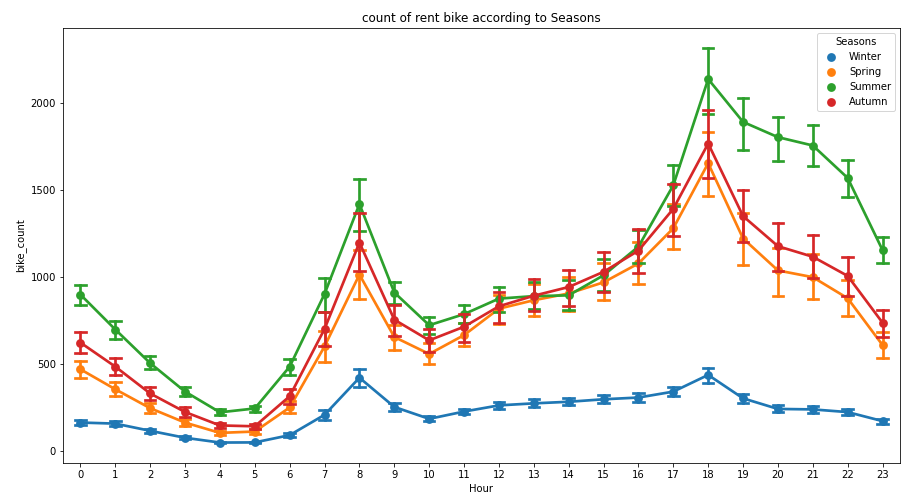 count of rent bike according to Seasons
Seasons
Winter
Spring
Summer
Autumn
bike_count
2000
1500
1000
500
0
0 1 2 3 4 5 6 7 8 9 10 11 12 13 14 15 16 17 18 19 20 21 22 23
Hour